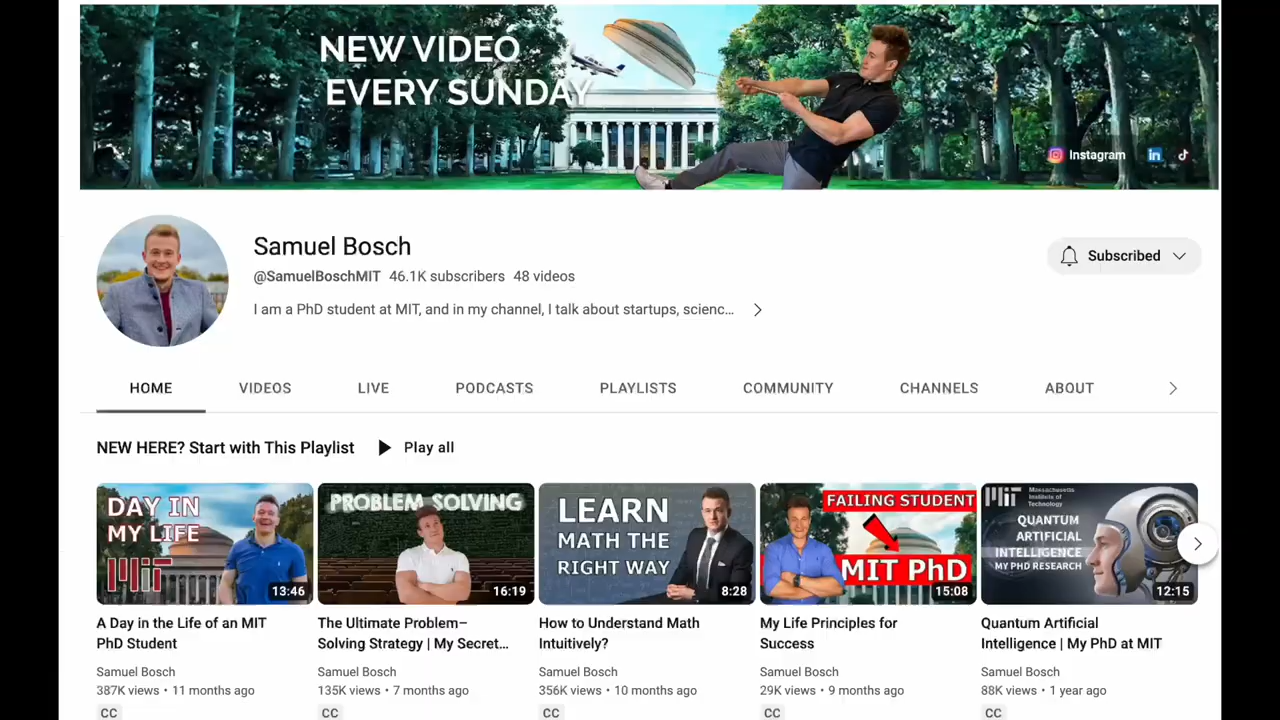 NEW VIDEO
EVERY SUNDAY
Instagram
in
Samuel Bosch
@SamuelBoschMIT 46.1K subscribers 48 videos
I am a PhD student at MIT, and in my channel, I talk about startups, scienc...
Subscribed
HOME VIDEOS LIVE PODCASTS PLAYLISTS COMMUNITY CHANNELS ABOUT
NEW HERE? Start with This Playlist Play all
DAY IN
MY LIFE
MIT
13:46
PROBLEM SOLVING
16:19
LEARN
MATH THE
RIGHT WAY
8:28
FAILING STUDENT
MIT PhD
15:08
MIT
Massachusetts
Institute of
Technology
QUANTUM
ARTIFICIAL
INTELLIGENCE
MY PHD RESEARCH
12:15
A Day in the Life of an MIT
PhD Student
Samuel Bosch
387K views • 11 months ago
CC
The Ultimate Problem–
Solving Strategy | My Secret...
Samuel Bosch
135K views • 7 months ago
CC
How to Understand Math
Intuitively?
Samuel Bosch
356K views • 10 months ago
CC
My Life Principles for
Success
Samuel Bosch
29K views • 9 months ago
CC
Quantum Artificial
Intelligence | My PhD at MIT
Samuel Bosch
88K views • 1 year ago
CC